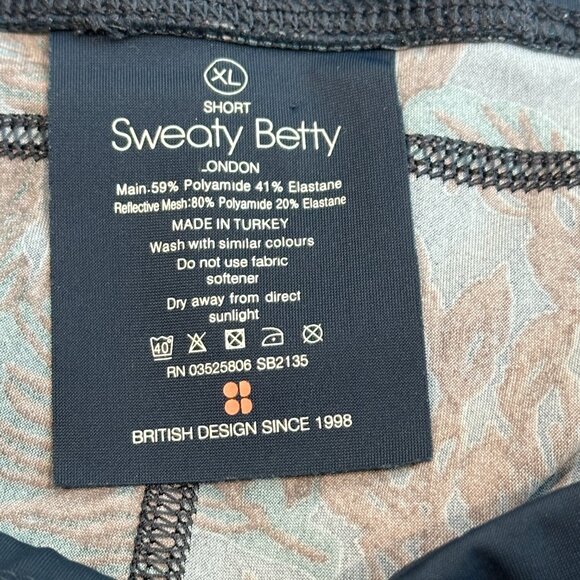 XL
SHORT
Sweaty Betty
LONDON
Main:59% Polyamide 41% Elastane
Reflective Mesh:80% Polyamide 20% Elastane
MADE IN TURKEY
Wash with similar colours
Do not use fabric
softener
Dry away from direct
sunlight
40°
RN 03525806 SB2135
BRITISH DESIGN SINCE 1998